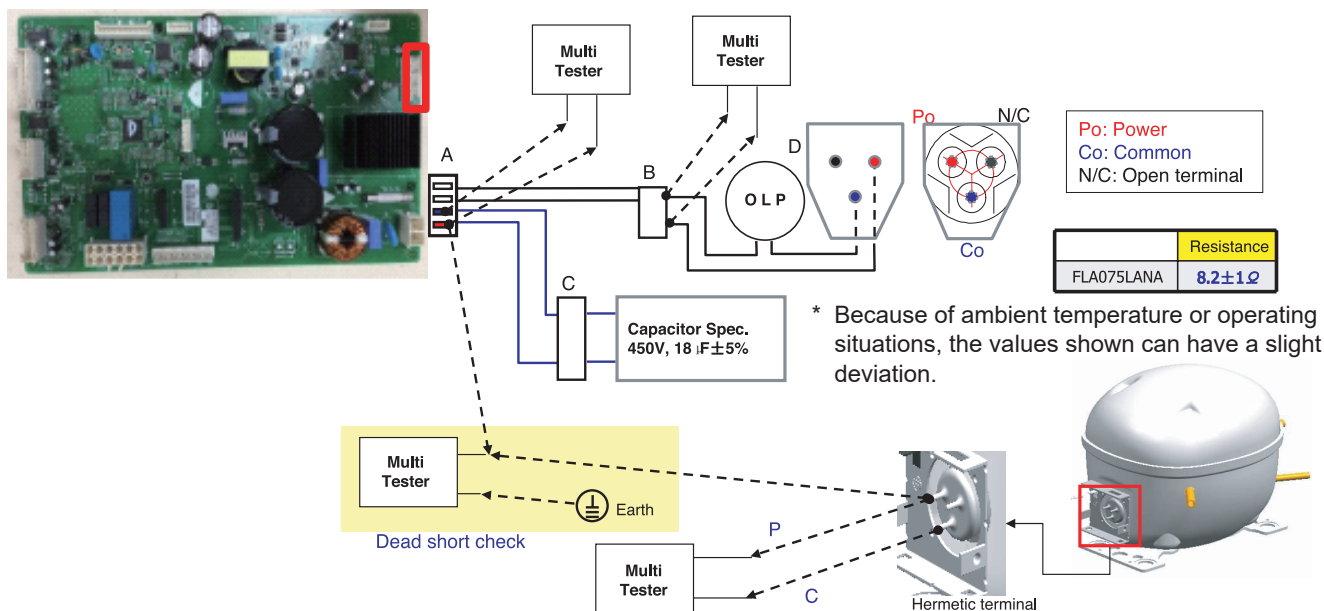 Multi
Tester
Multi
Tester
A
B
C
D
O L P
Po
N/C
Co
Po: Power
Co: Common
N/C: Open terminal
Resistance
FLA075LANA
8.2±1Ω
Capacitor Spec.
450V, 18 μF±5%
* Because of ambient temperature or operating
situations, the values shown can have a slight
deviation.
Multi
Tester
Earth
Dead short check
P
C
Multi
Tester
Hermetic terminal